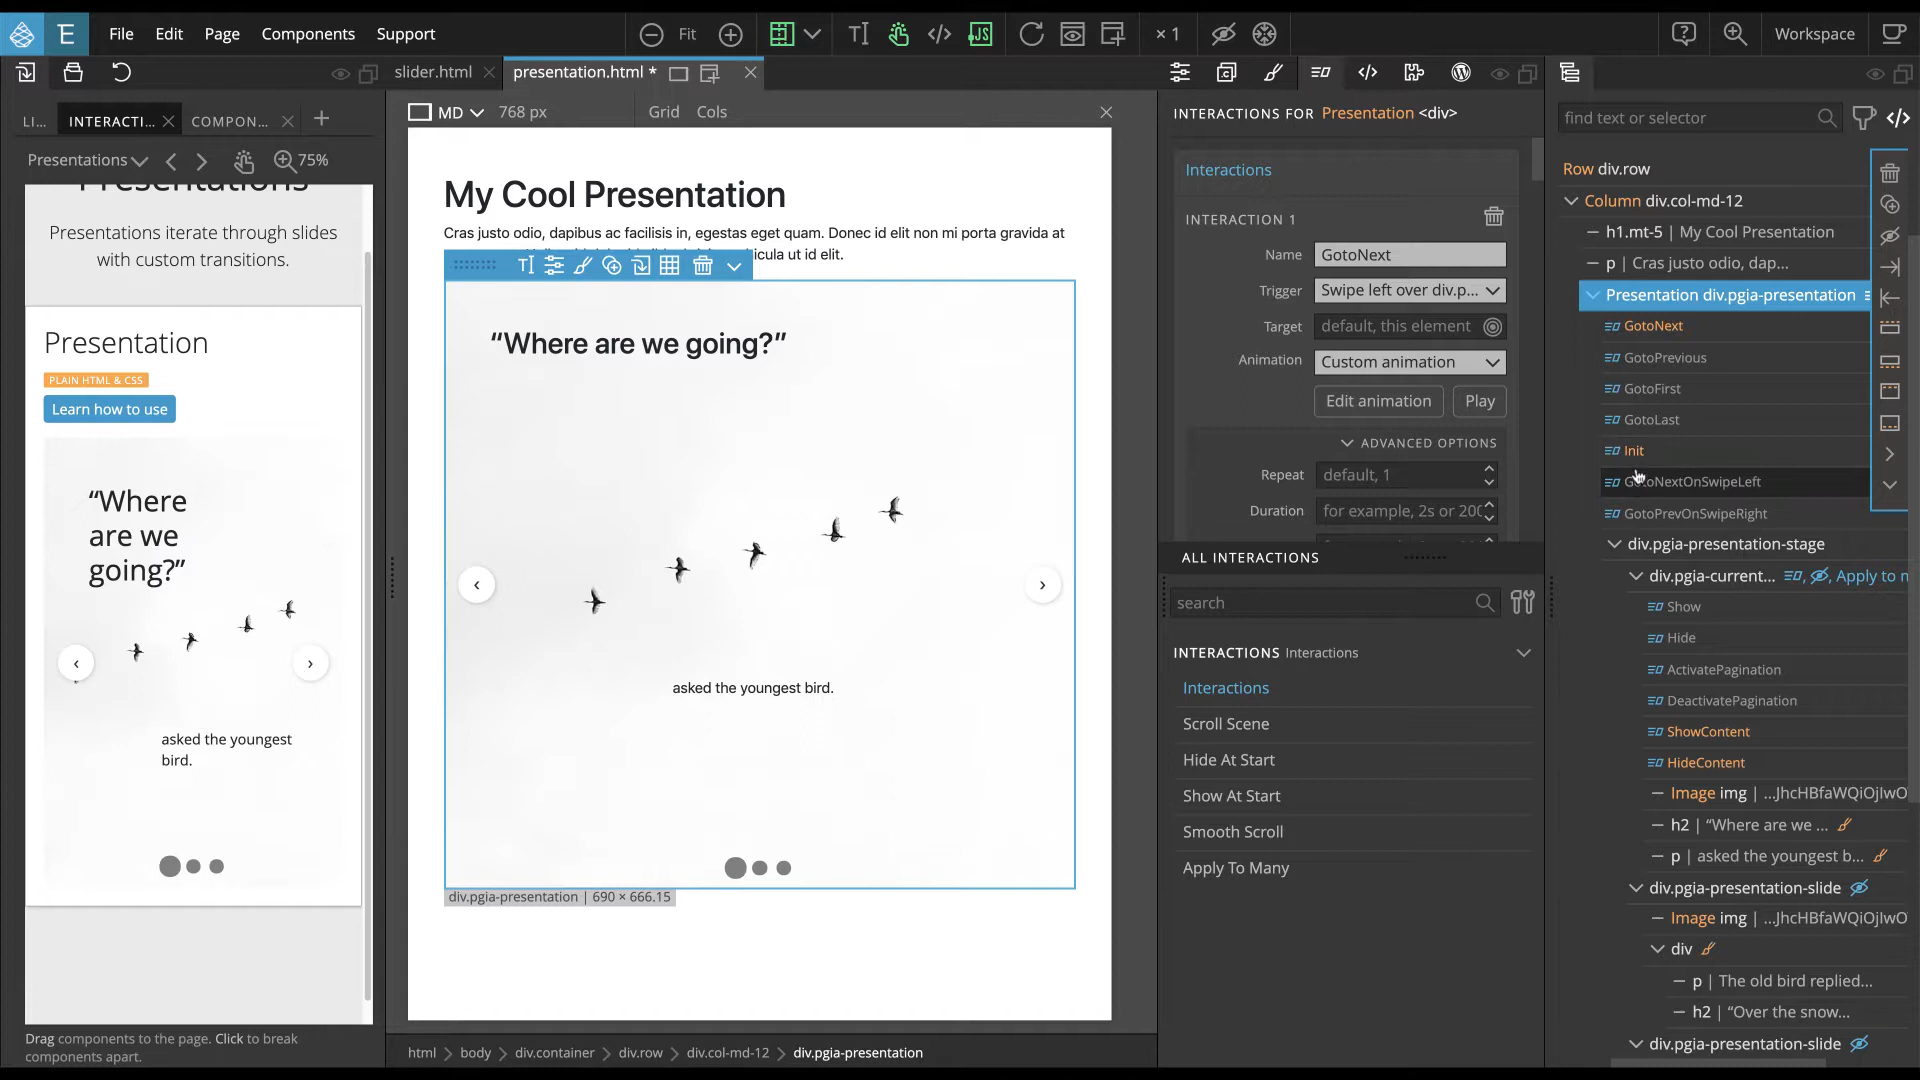 E
File
Edit
Page
Components
Support
Fit
JS
× 1
Workspace
slider.html
presentation.html *
LI...
INTERACTI...
COMPON...
Presentations
75%
Presentations iterate through slides
with custom transitions.
Presentation
PLAIN HTML & CSS
Learn how to use
“Where
are we
going?”
asked the youngest
bird.
Drag components to the page. Click to break
components apart.
MD
768 px
Grid
Cols
My Cool Presentation
Cras justo odio, dapibus ac facilisis in, egestas eget quam. Donec id elit non mi porta gravida at
icula ut id elit.
“Where are we going?”
asked the youngest bird.
div.pgia-presentation | 690 × 666.15
html
body
div.container
div.row
div.col-md-12
div.pgia-presentation
INTERACTIONS FOR Presentation <div>
Interactions
INTERACTION 1
Name
GotoNext
Trigger
Swipe left over div.p...
Target
default, this element
Animation
Custom animation
Edit animation
Play
ADVANCED OPTIONS
Repeat
default, 1
Duration
for example, 2s or 200
ALL INTERACTIONS
search
INTERACTIONS Interactions
Interactions
Scroll Scene
Hide At Start
Show At Start
Smooth Scroll
Apply To Many
find text or selector
Row div.row
Column div.col-md-12
h1.mt-5 | My Cool Presentation
p | Cras justo odio, dap...
Presentation div.pgia-presentation
GotoNext
GotoPrevious
GotoFirst
GotoLast
Init
GotoNextOnSwipeLeft
GotoPrevOnSwipeRight
div.pgia-presentation-stage
div.pgia-current... , , Apply to m
Show
Hide
ActivatePagination
DeactivatePagination
ShowContent
HideContent
Image img | ...JhcHBfaWQiOjIwO
h2 | “Where are we ...
p | asked the youngest b...
div.pgia-presentation-slide
Image img | ...JhcHBfaWQiOjIwO
div
p | The old bird replied...
h2 | “Over the snow...
div.pgia-presentation-slide